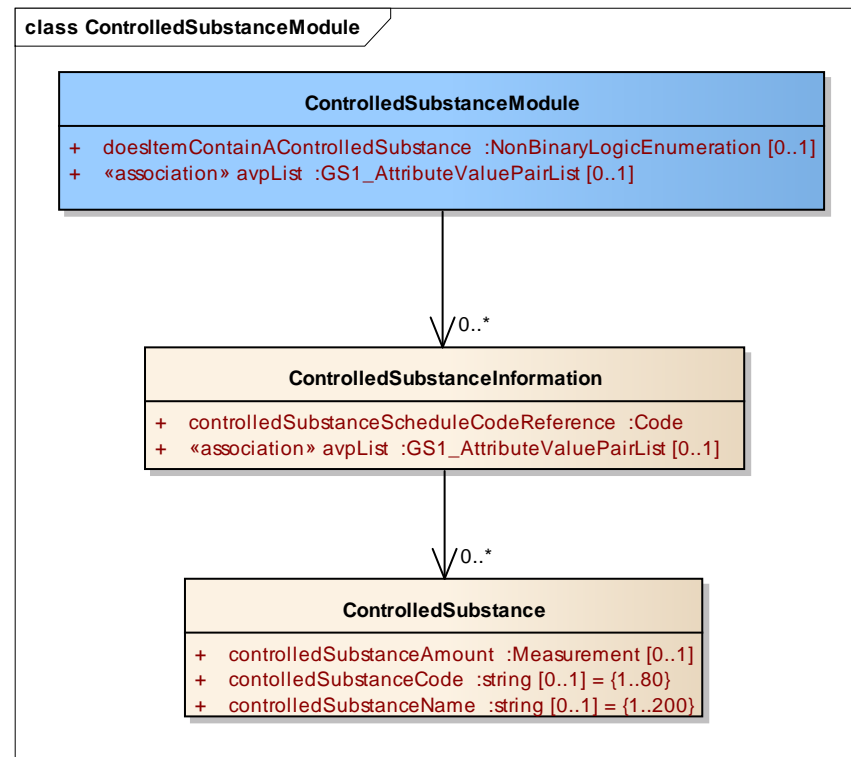 class ControlledSubstanceModule
ControlledSubstanceModule
+ doesItemContainAControlledSubstance :NonBinaryLogicEnumeration [0..1]
+ «association» avpList :GS1_AttributeValuePairList [0..1]
0..*
ControlledSubstanceInformation
+ controlledSubstanceScheduleCodeReference :Code
+ «association» avpList :GS1_AttributeValuePairList [0..1]
0..*
ControlledSubstance
+ controlledSubstanceAmount :Measurement [0..1]
+ contolledSubstanceCode :string [0..1] = {1..80}
+ controlledSubstanceName :string [0..1] = {1..200}